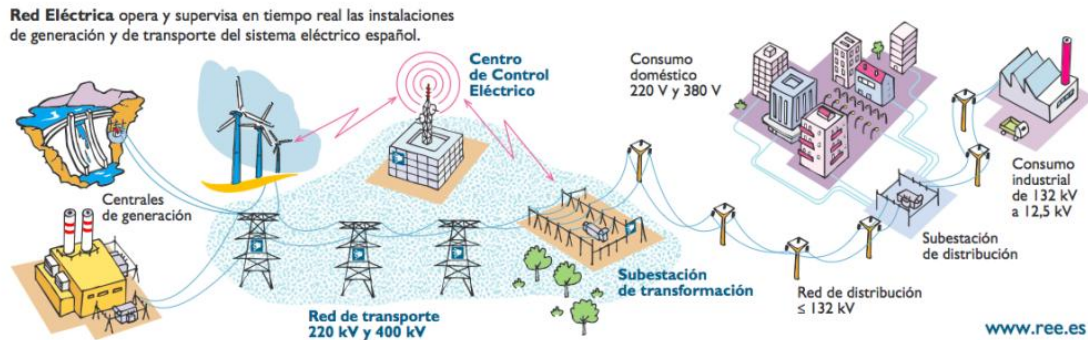 Red Eléctrica opera y supervisa en tiempo real las instalaciones
de generación y de transporte del sistema eléctrico español.
Centro
de Control
Eléctrico
Consumo
doméstico
220 V y 380 V
Centrales
de generación
Consumo
industrial
de 132 kV
a 12,5 kV
Subestación
de distribución
Subestación
de transformación
Red de distribución
≤ 132 kV
Red de transporte
220 kV y 400 kV
www.ree.es